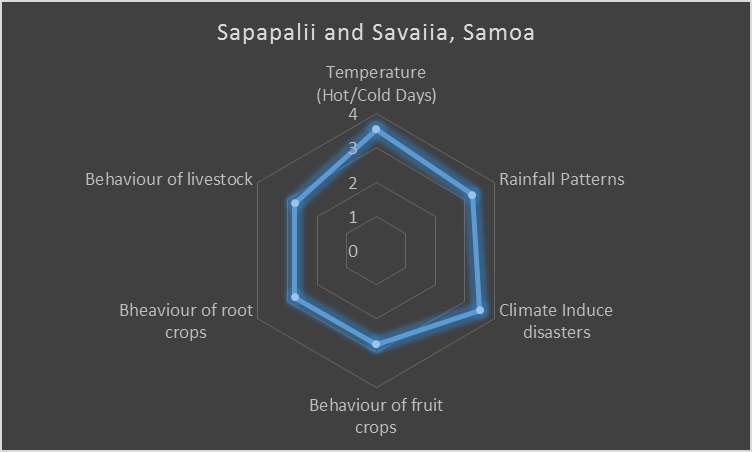 Sapapalii and Savaiia, Samoa
Temperature
(Hot/Cold Days)
4
3
2
1
0
Behaviour of livestock
Rainfall Patterns
Bheaviour of root
crops
Climate Induce
disasters
Behaviour of fruit
crops